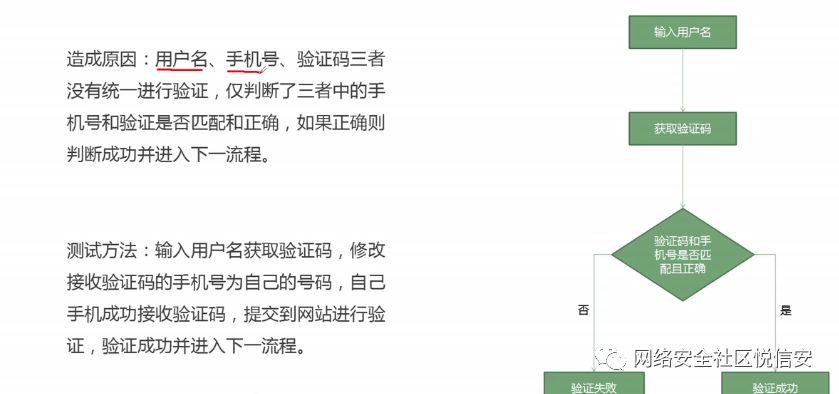 造成原因：用户名、手机号、验证码三者
没有统一进行验证，仅判断了三者中的手
机号和验证是否匹配和正确，如果正确则
判断成功并进入下一流程。
测试方法：输入用户名获取验证码，修改
接收验证码的手机号为自己的号码，自己
手机成功接收验证码，提交到网站进行验
证，验证成功并进入下一流程。
输入用户名
获取验证码
验证码和手
机号是否匹
配且正确
否
是
网络安全社区悦信安
验证失败
验证成功